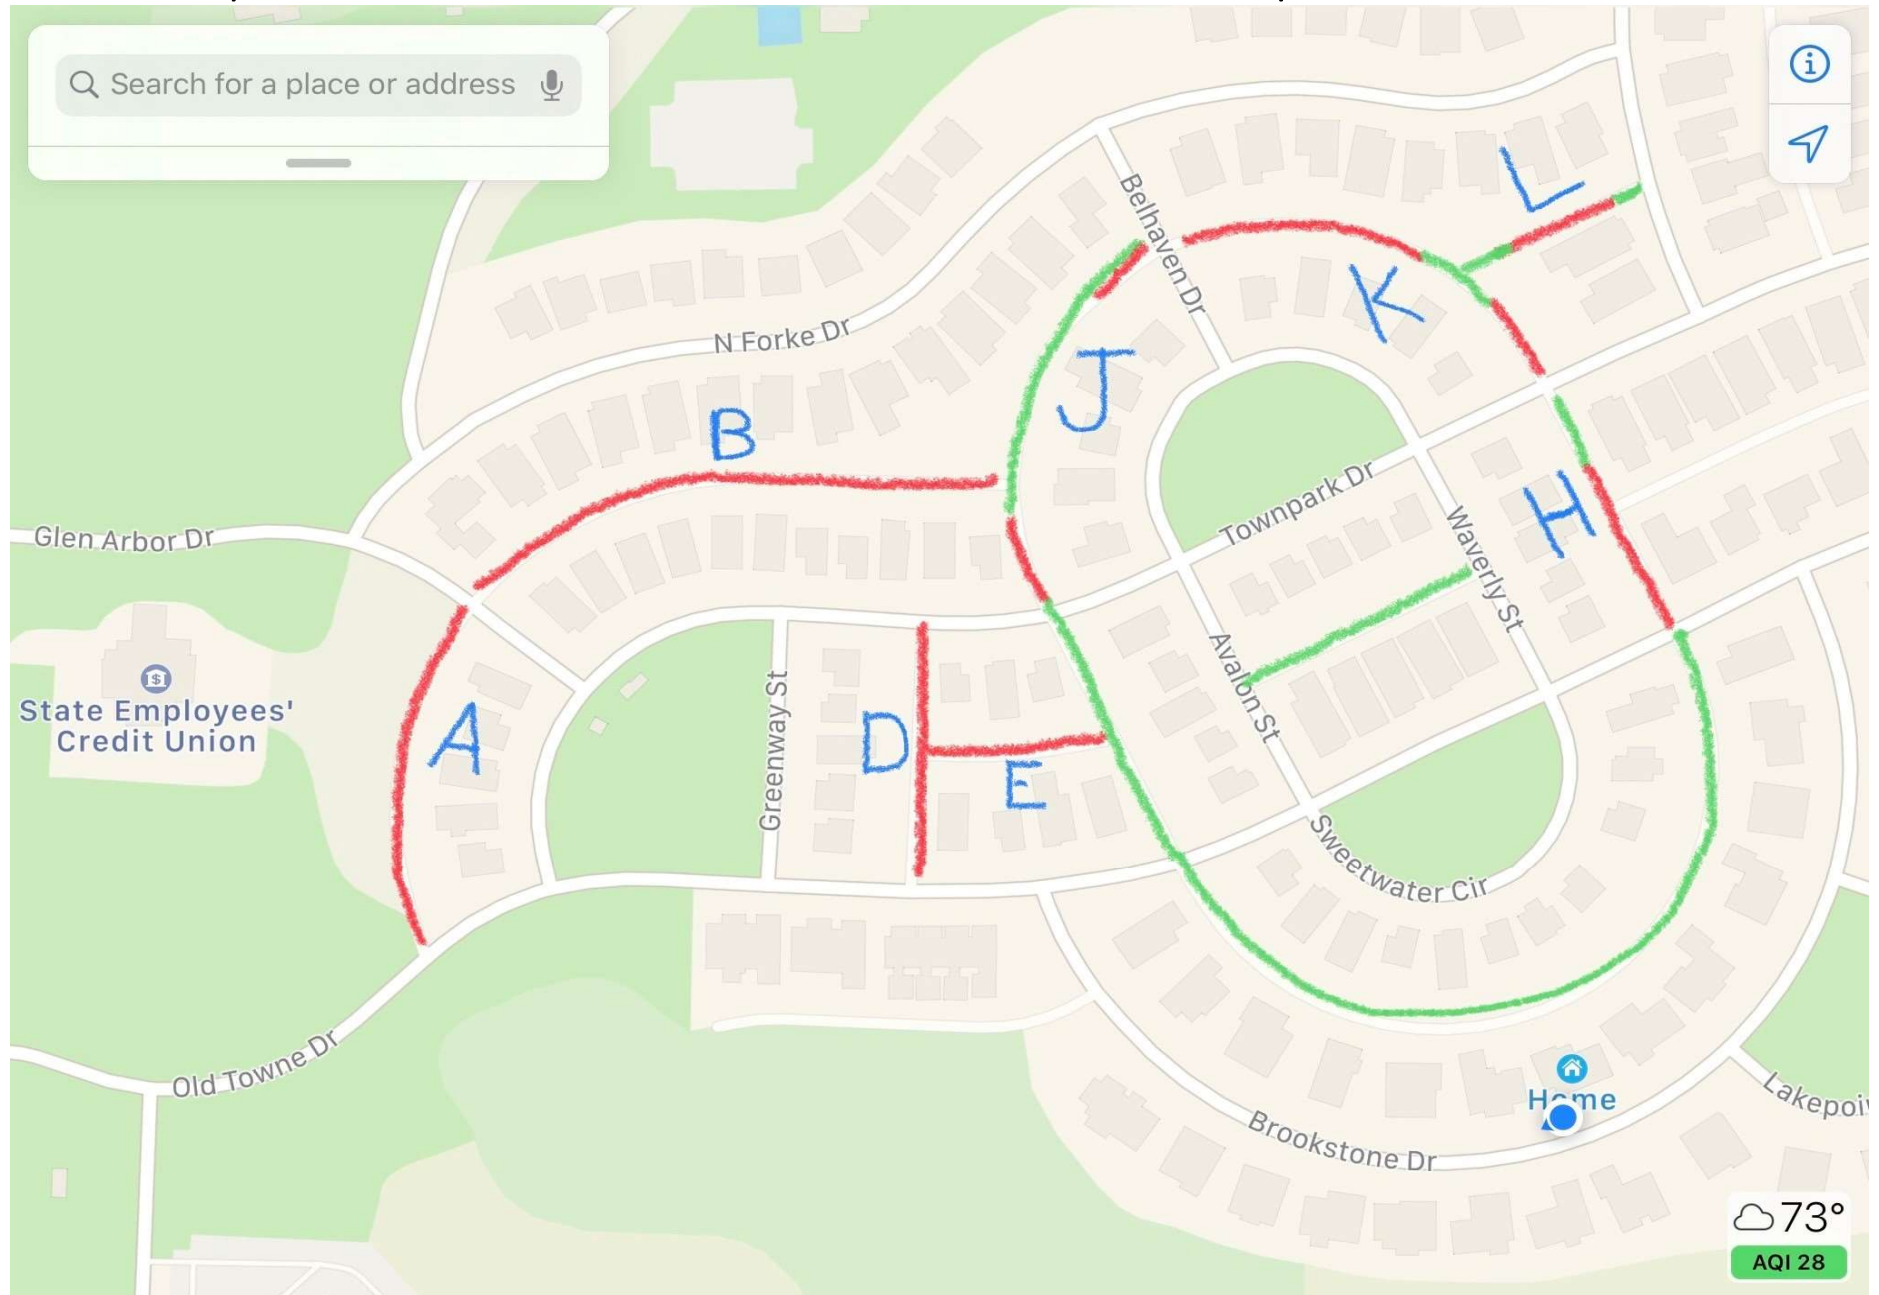 Search for a place or address
L
Belhaven Dr
K
N Forke Dr
J
B
Townpark Dr
H
Glen Arbor Dr
Waverly St
State Employees'
Credit Union
A
Greenway St
D
E
Avalon St
Sweetwater Cir
Old Towne Dr
Home
Lakepoi
Brookstone Dr
73°
AQI 28